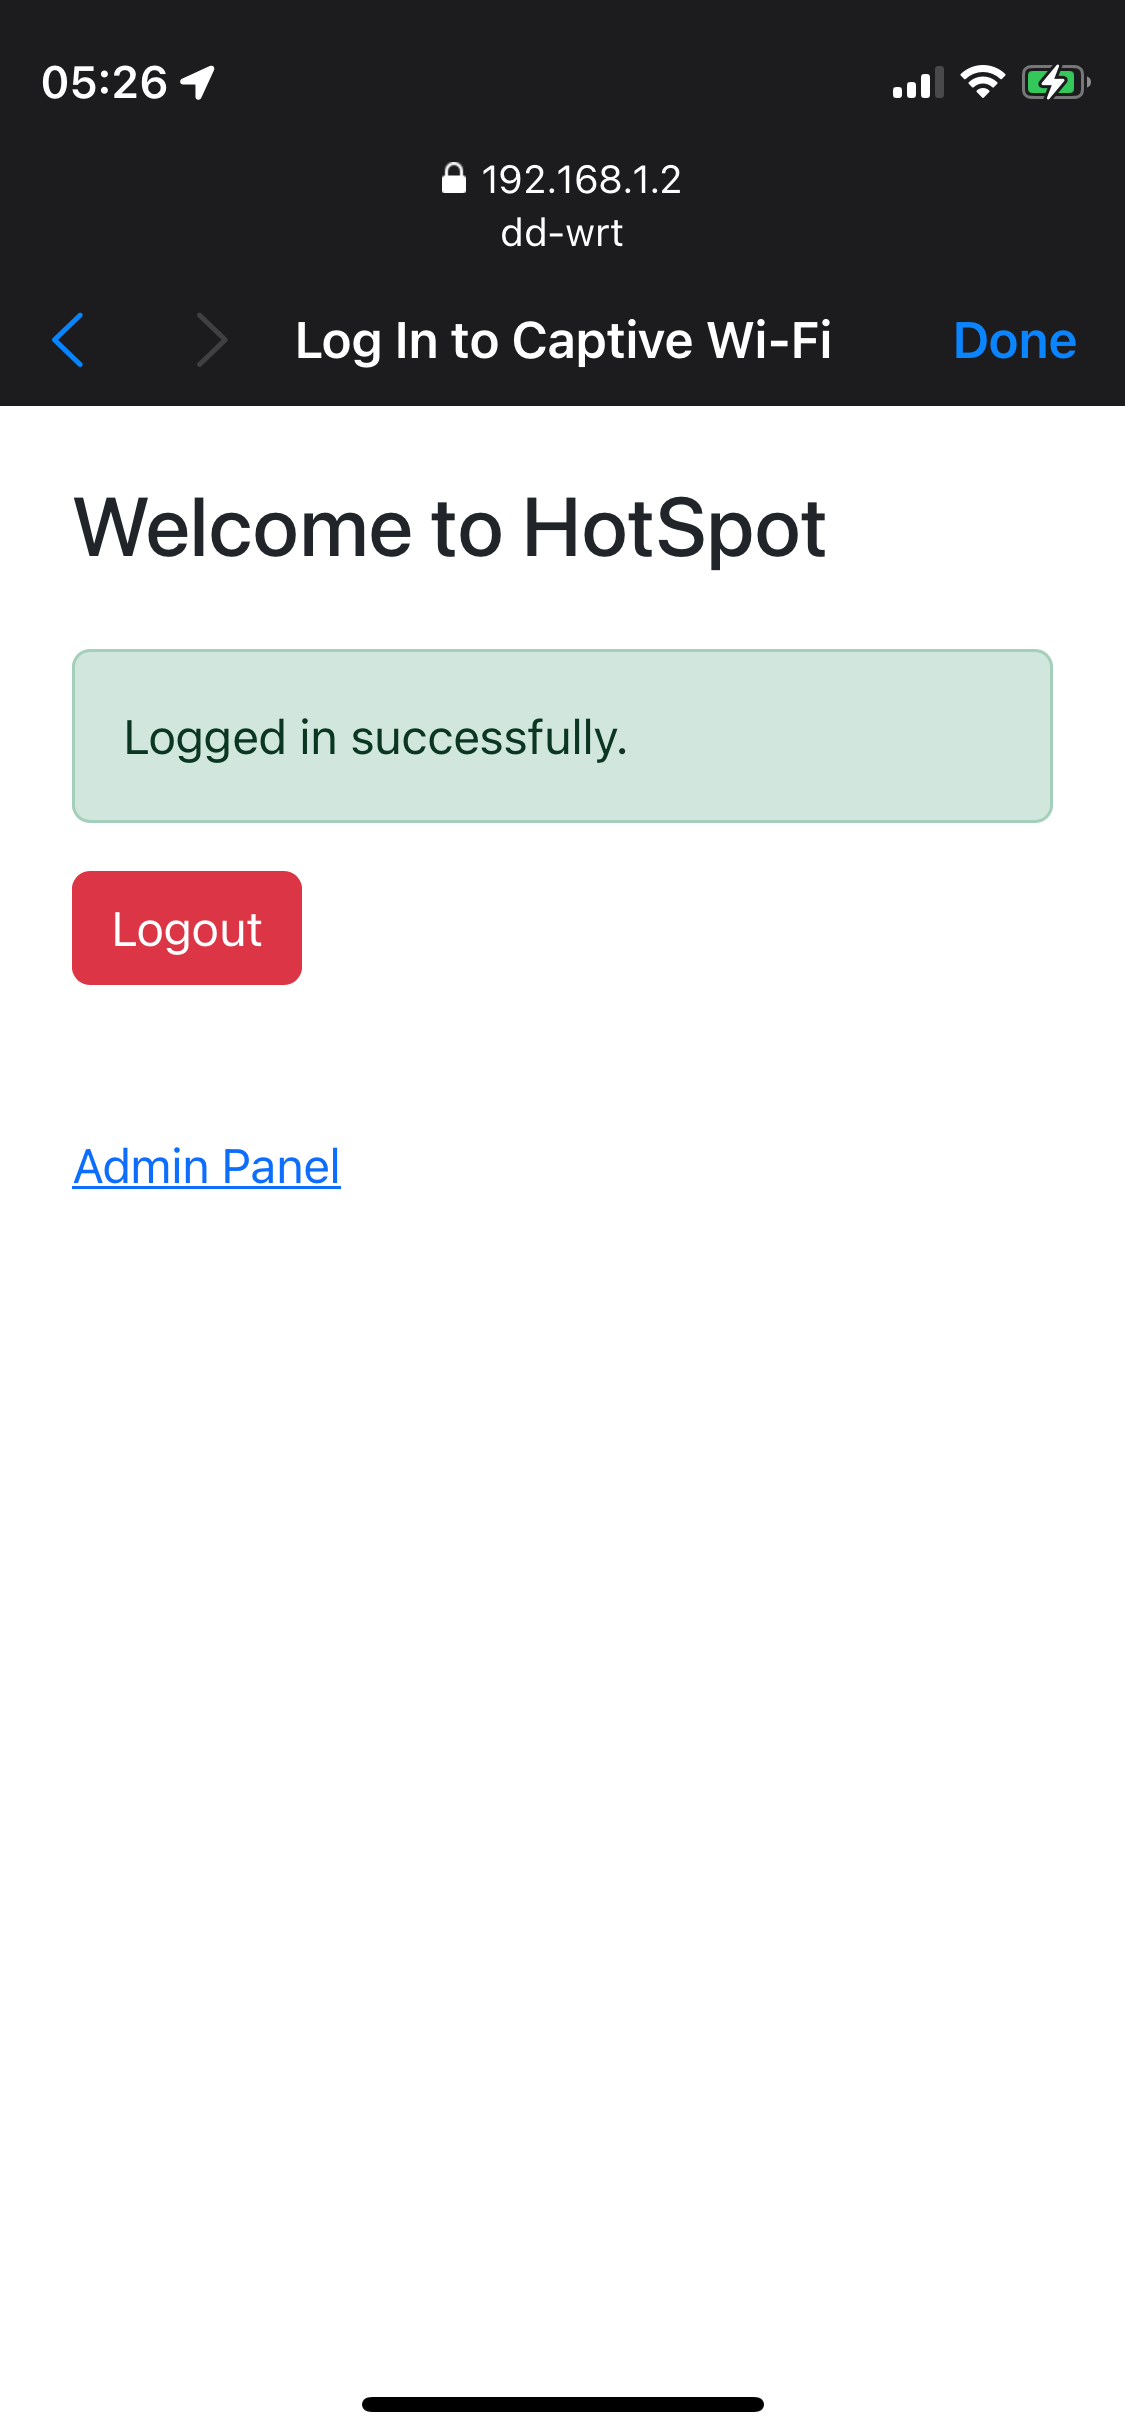 05:26
192.168.1.2
dd-wrt
Log In to Captive Wi-Fi
Done
Welcome to HotSpot
Logged in successfully.
Logout
Admin Panel